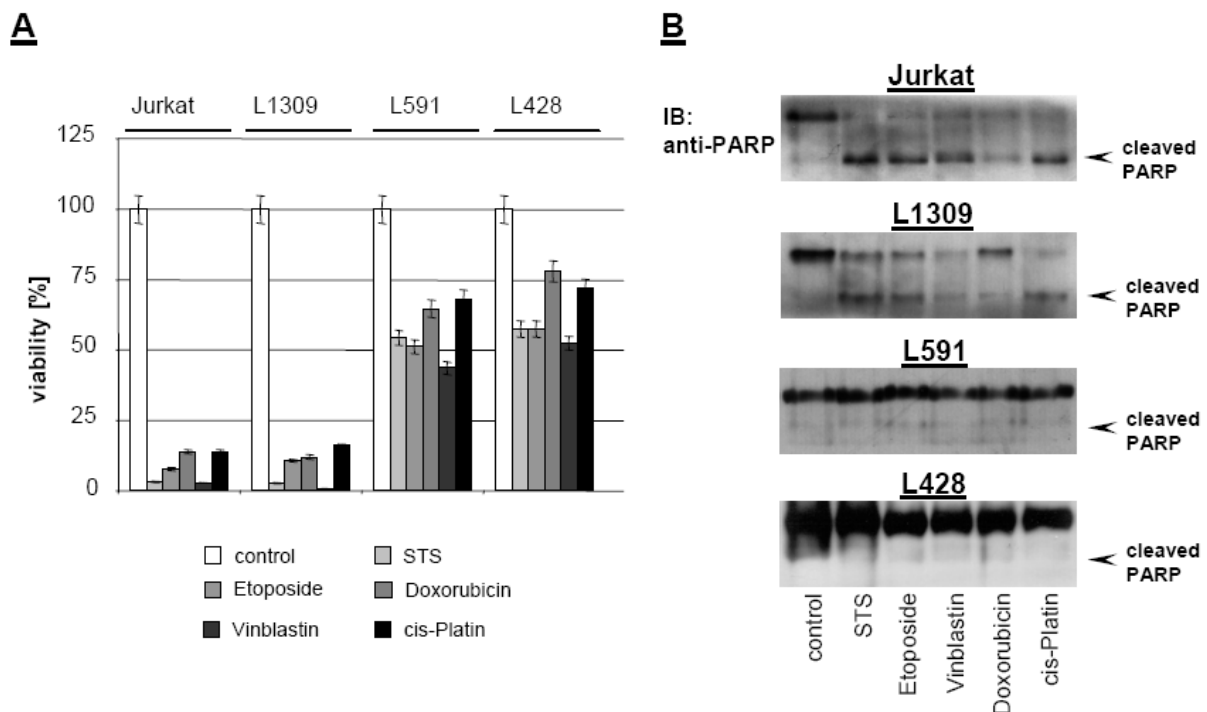 A
Jurkat L1309 L591 L428
125
100
75
50
25
0
viability [%]
control STS
Etoposide Doxorubicin
Vinblastin cis-Platin
B
Jurkat
IB:
anti-PARP
cleaved
PARP
L1309
cleaved
PARP
L591
cleaved
PARP
L428
cleaved
PARP
control
STS
Etoposide
Vinblastin
Doxorubicin
cis-Platin